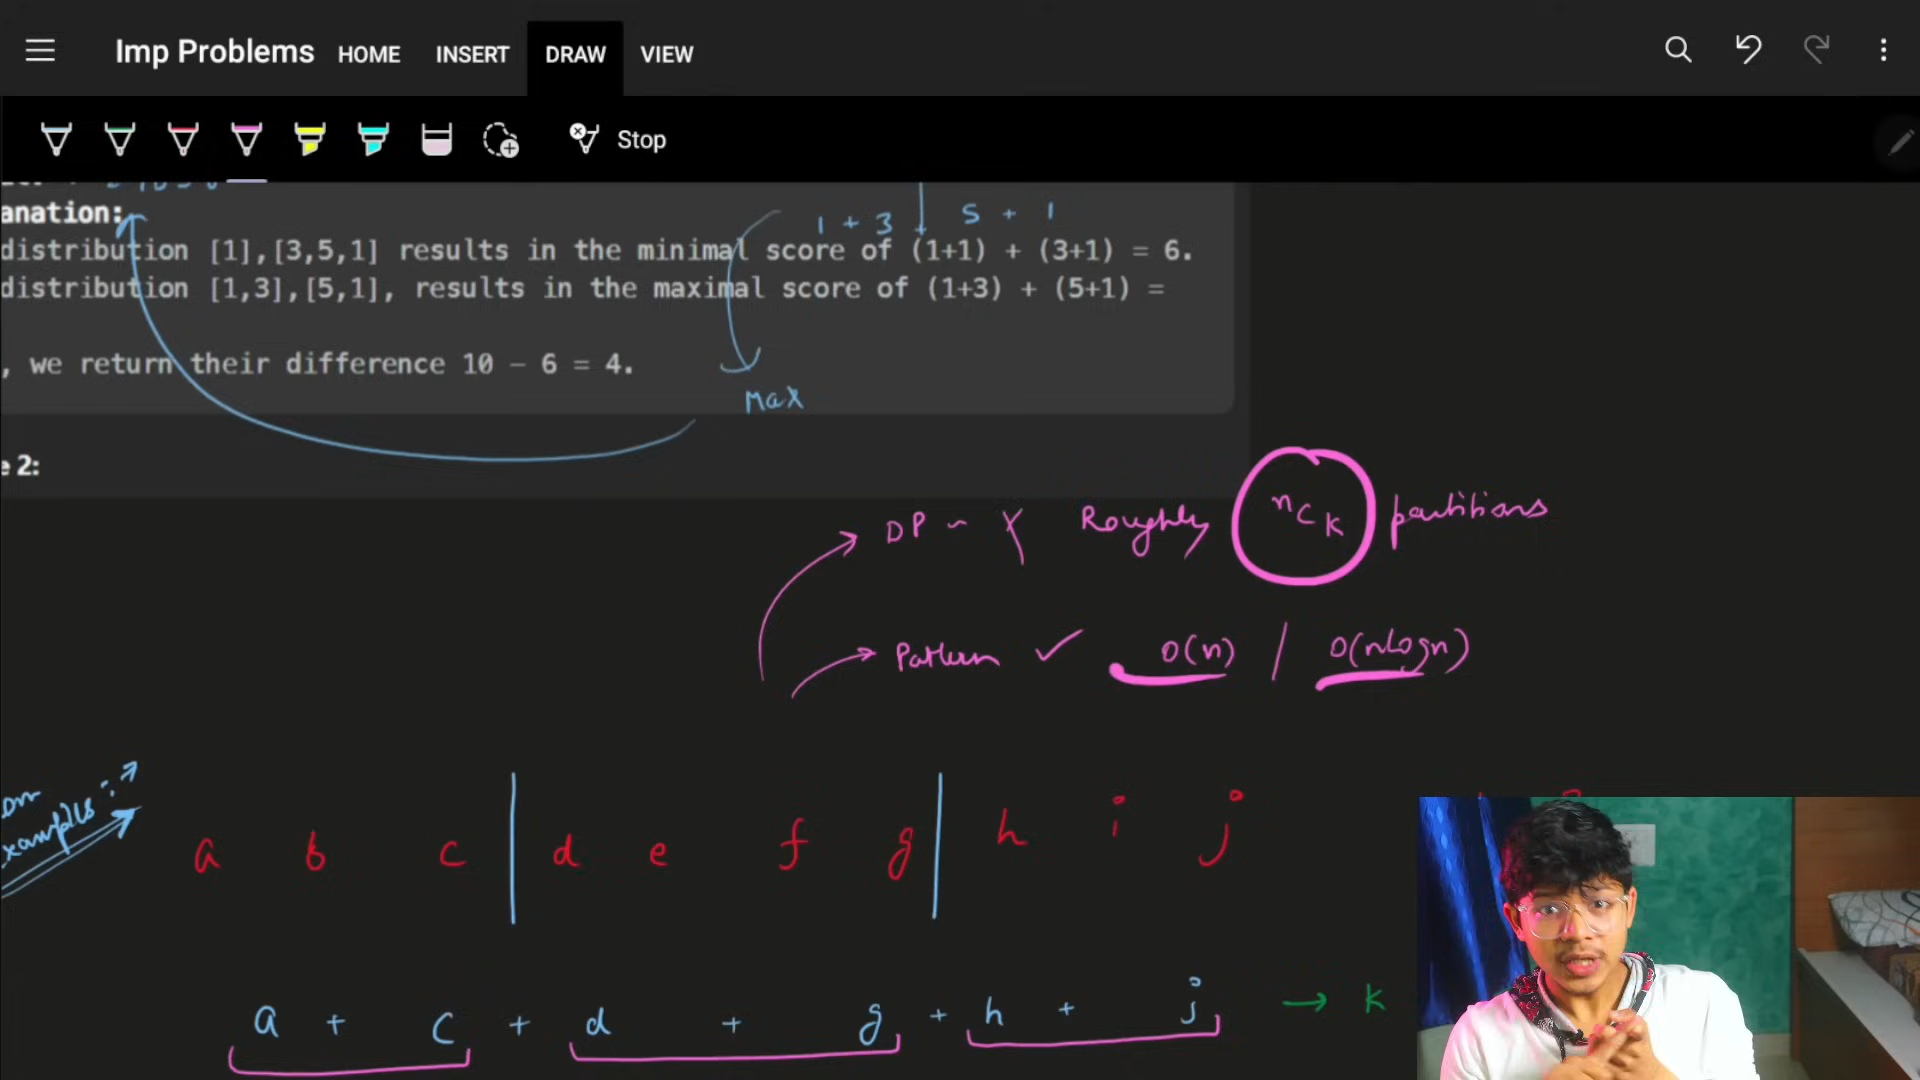 Imp Problems HOME INSERT DRAW VIEW
Stop
1 + 3 5 + 1
anation:
distribution [1],[3,5,1] results in the minimal score of (1+1) + (3+1) = 6.
distribution [1,3],[5,1], results in the maximal score of (1+3) + (5+1) =
, we return their difference 10 - 6 = 4.
Max
e 2:
DP ~ X Roughly nCk partitions
Pattern ✓ O(n) / O(nlogn)
a b c d e f g h i j
a + c + d + g + h + j → K